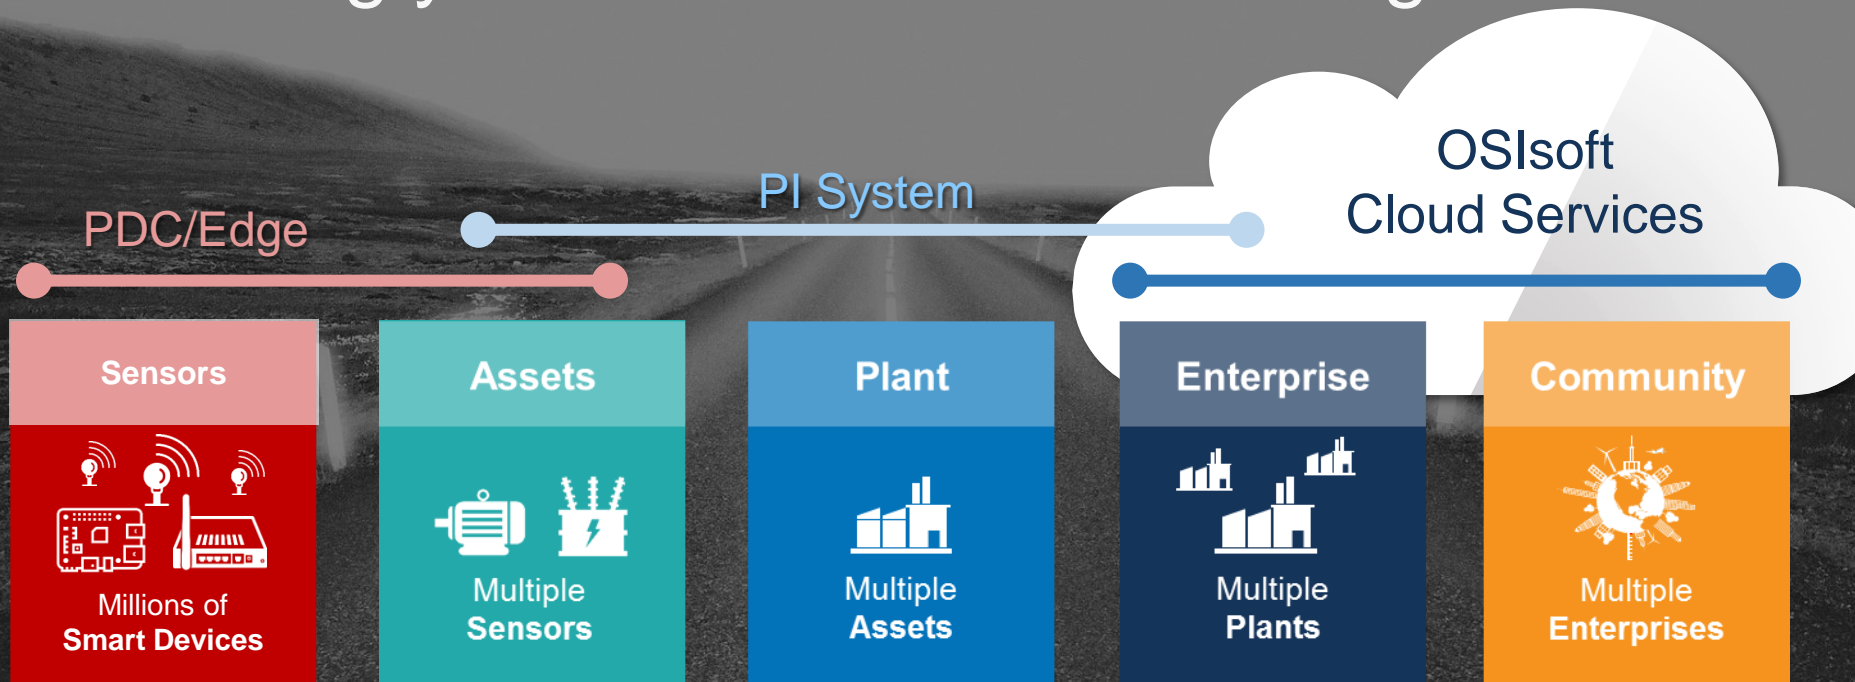 OSIsoft
Cloud Services
PI System
PDC/Edge
Sensors
Assets
Plant
Enterprise
Community
Millions of
Smart Devices
Multiple
Sensors
Multiple
Assets
Multiple
Plants
Multiple
Enterprises